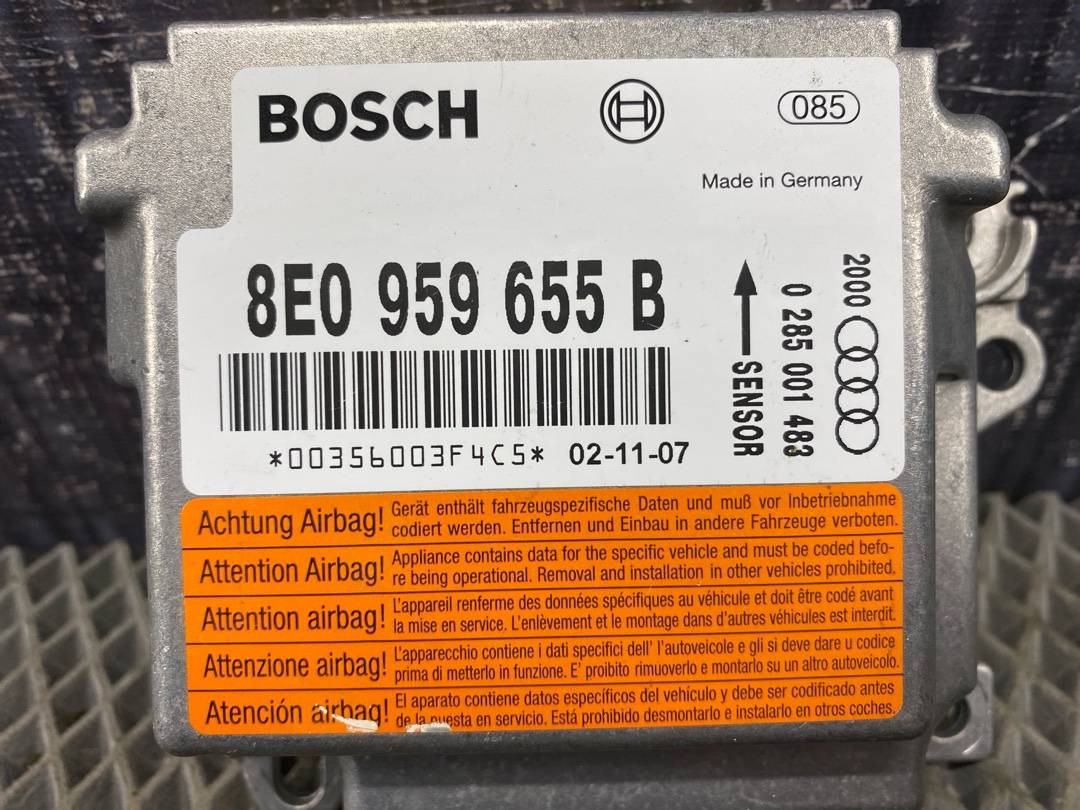 BOSCH
085
Made in Germany
8E0 959 655 B
*00356003F4C5* 02-11-07
SENSOR
0 285 001 483
2000
Achtung Airbag! Gerät enthält fahrzeugspezifische Daten und muß vor Inbetriebnahme
codiert werden. Entfernen und Einbau in andere Fahrzeuge verboten.
Attention Airbag! Appliance contains data for the specific vehicle and must be coded befo-
re being operational. Removal and installation in other vehicles prohibited.
Attention airbag! L'appareil renferme des données spécifiques au véhicule et doit être codé avant
la mise en service. L'enlèvement et le montage dans d'autres véhicules est interdit.
Attenzione airbag! L'apparecchio contiene i dati specifici dell' autoveicolo e gli si deve dare u codice
prima di metterlo in funzione. E' proibito rimuoverlo e montarlo su un altro autoveicolo.
Atención airbag! El aparato contiene datos específicos del vehículo y debe ser codificado antes
de la puesta en servicio. Está prohibido desmontarlo e instalarlo en otros coches.